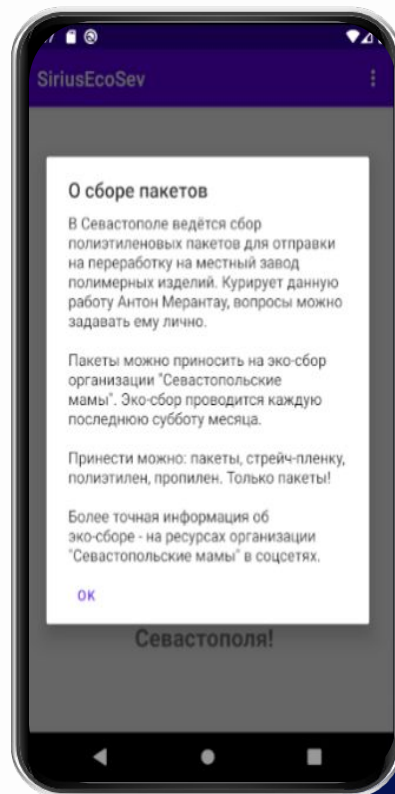 SiriusEcoSev
О сборе пакетов
В Севастополе ведётся сбор
полиэтиленовых пакетов для отправки
на переработку на местный завод
полимерных изделий. Курирует данную
работу Антон Мерантау, вопросы можно
задавать ему лично.
Пакеты можно приносить на эко-сбор
организации "Севастопольские
мамы". Эко-сбор проводится каждую
последнюю субботу месяца.
Принести можно: пакеты, стрейч-пленку,
полиэтилен, пропилен. Только пакеты!
Более точная информация об
эко-сборе - на ресурсах организации
"Севастопольские мамы" в соцсетях.
OK
Севастополя!